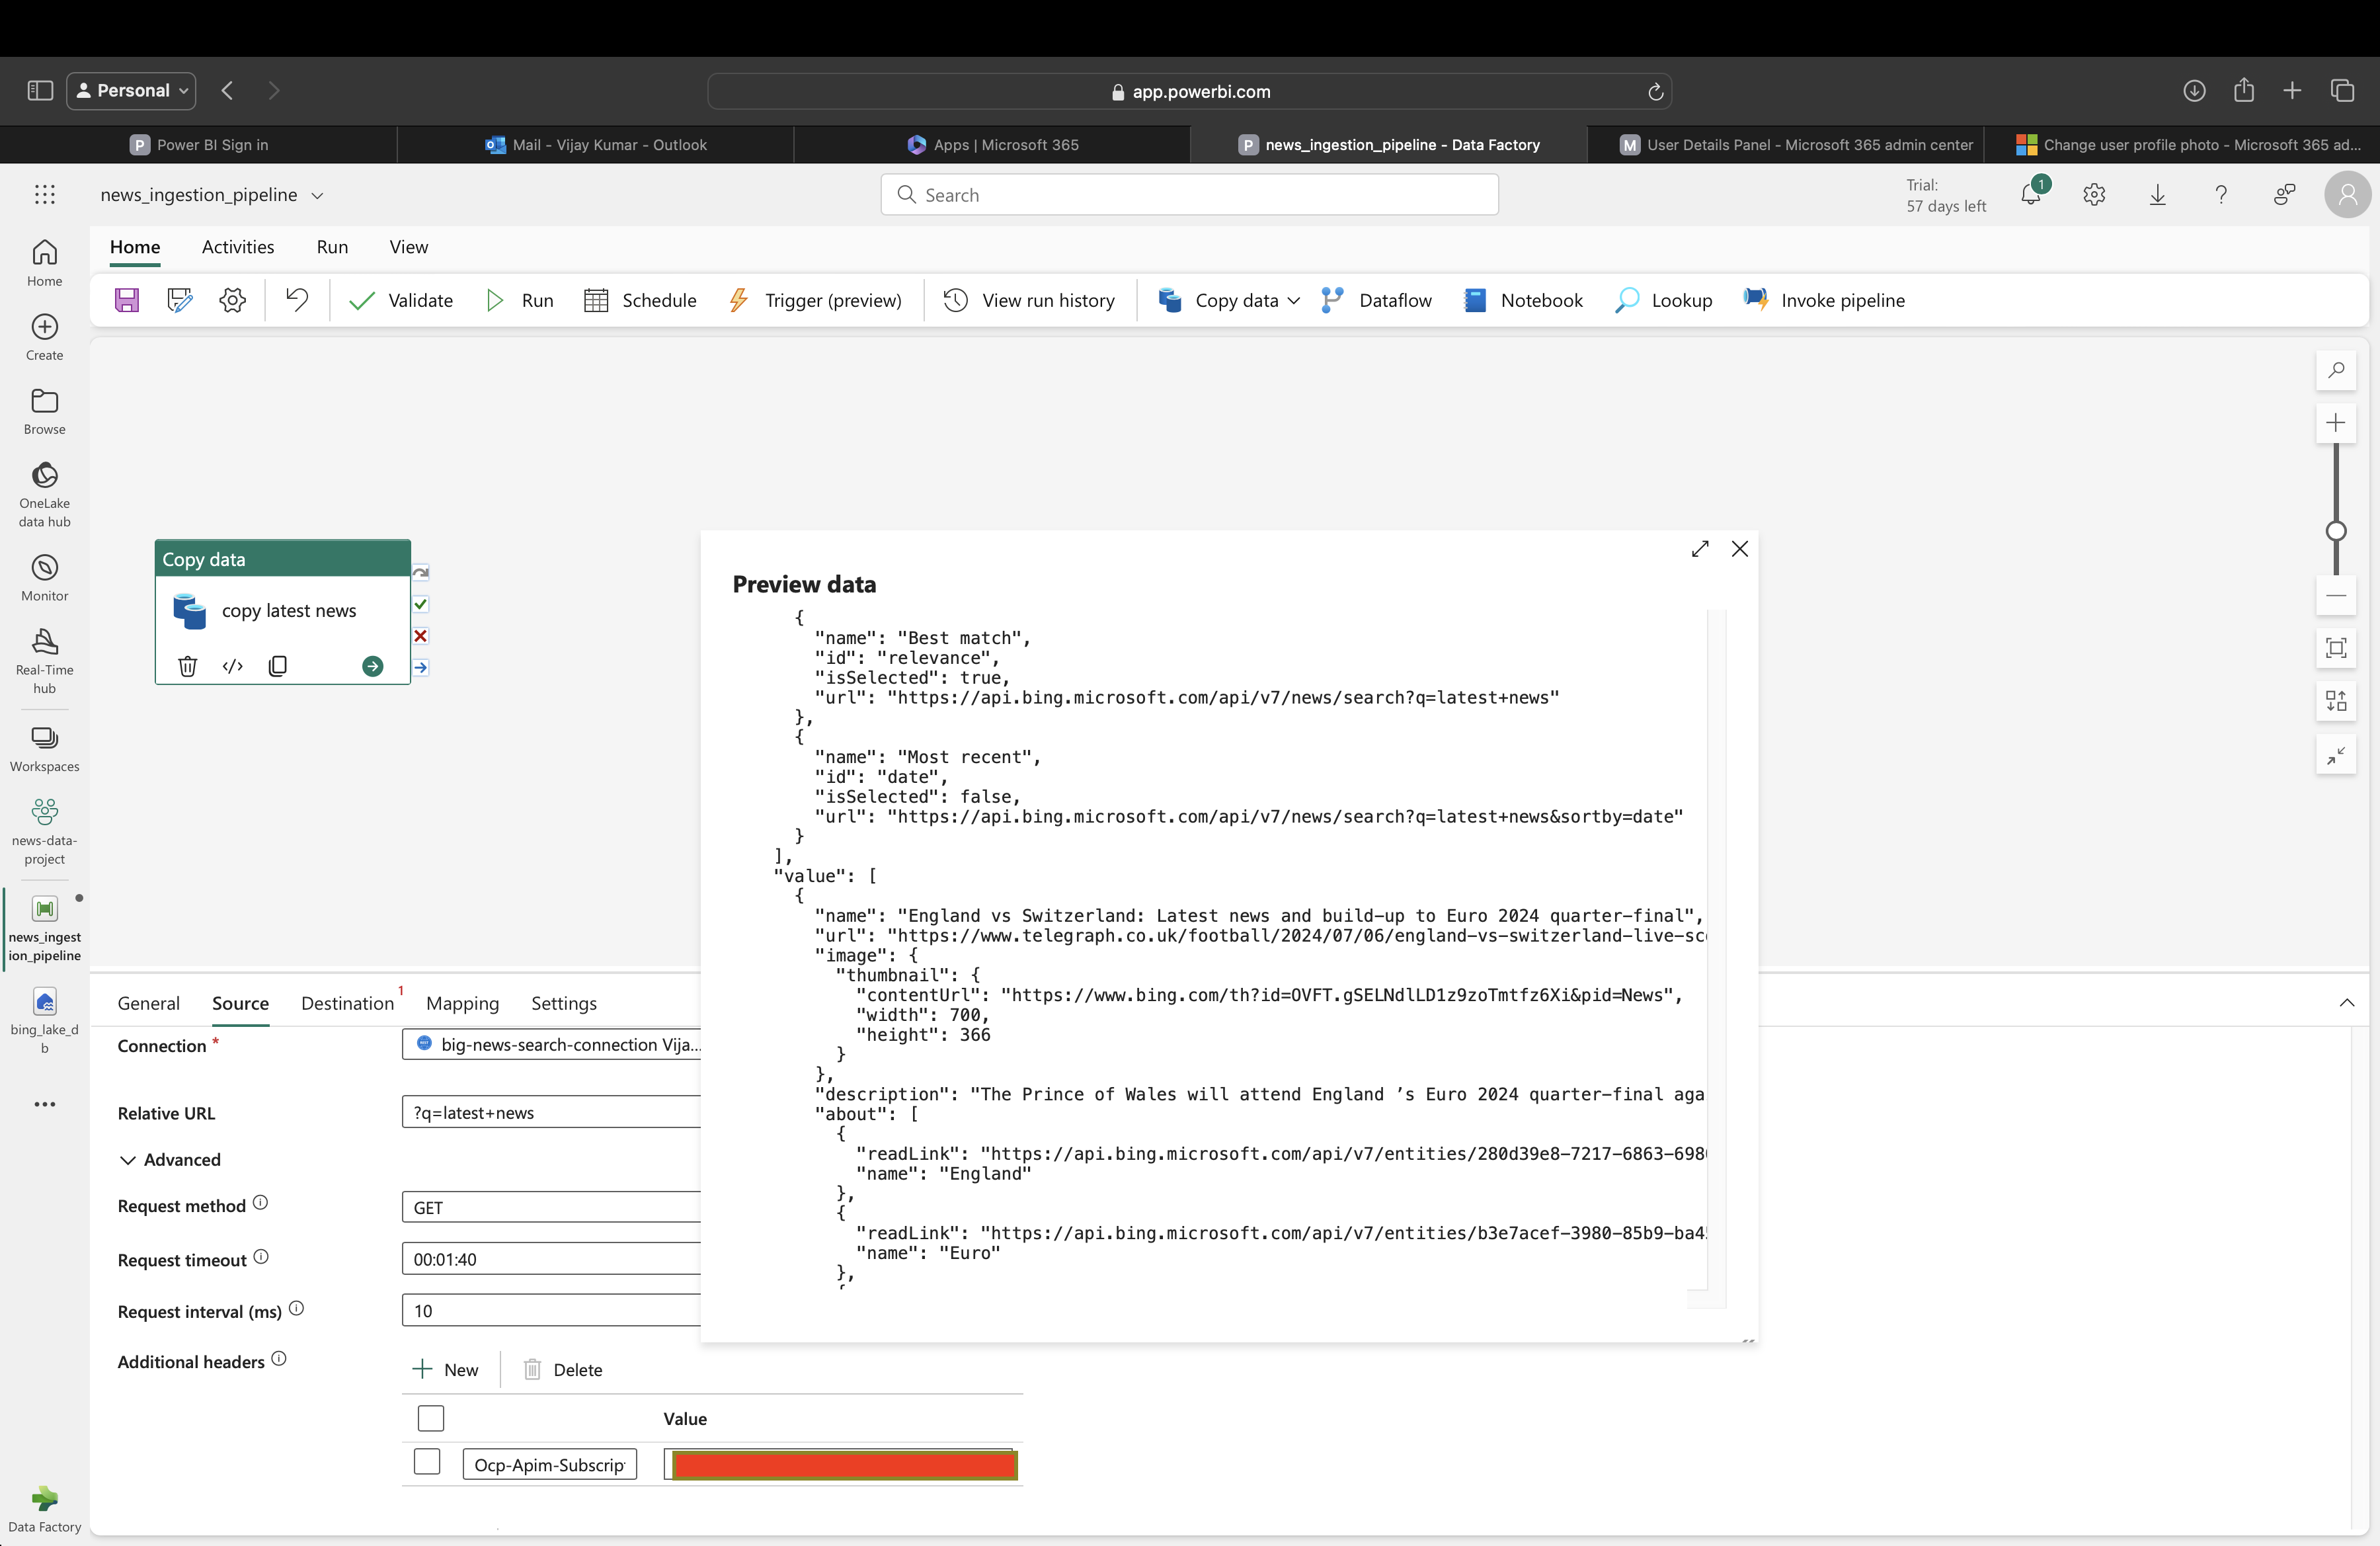 Personal
app.powerbi.com
Power BI Sign in
Mail - Vijay Kumar - Outlook
Apps | Microsoft 365
news_ingestion_pipeline - Data Factory
User Details Panel - Microsoft 365 admin center
Change user profile photo - Microsoft 365 ad...
news_ingestion_pipeline
Search
Trial:
57 days left
1
Home
Activities
Run
View
Validate
Run
Schedule
Trigger (preview)
View run history
Copy data
Dataflow
Notebook
Lookup
Invoke pipeline
Home
Create
Browse
OneLake
data hub
Monitor
Real-Time
hub
Workspaces
news-data-
project
news_ingest
ion_pipeline
bing_lake_d
b
Data Factory
Copy data
copy latest news
Preview data
{
"name": "Best match",
"id": "relevance",
"isSelected": true,
"url": "https://api.bing.microsoft.com/api/v7/news/search?q=latest+news"
},
{
"name": "Most recent",
"id": "date",
"isSelected": false,
"url": "https://api.bing.microsoft.com/api/v7/news/search?q=latest+news&sortby=date"
}
],
"value": [
{
"name": "England vs Switzerland: Latest news and build-up to Euro 2024 quarter-final",
"url": "https://www.telegraph.co.uk/football/2024/07/06/england-vs-switzerland-live-sc
"image": {
"thumbnail": {
"contentUrl": "https://www.bing.com/th?id=OVFT.gSELNdlLD1z9zoTmtfz6Xi&pid=News",
"width": 700,
"height": 366
}
},
"description": "The Prince of Wales will attend England ’s Euro 2024 quarter-final aga
"about": [
{
"readLink": "https://api.bing.microsoft.com/api/v7/entities/280d39e8-7217-6863-698
"name": "England"
},
{
"readLink": "https://api.bing.microsoft.com/api/v7/entities/b3e7acef-3980-85b9-ba4
"name": "Euro"
},
{
General
Source
Destination
1
Mapping
Settings
Connection *
big-news-search-connection Vija...
Relative URL
?q=latest+news
Advanced
Request method
GET
Request timeout
00:01:40
Request interval (ms)
10
Additional headers
New
Delete
Value
Ocp-Apim-Subscrip